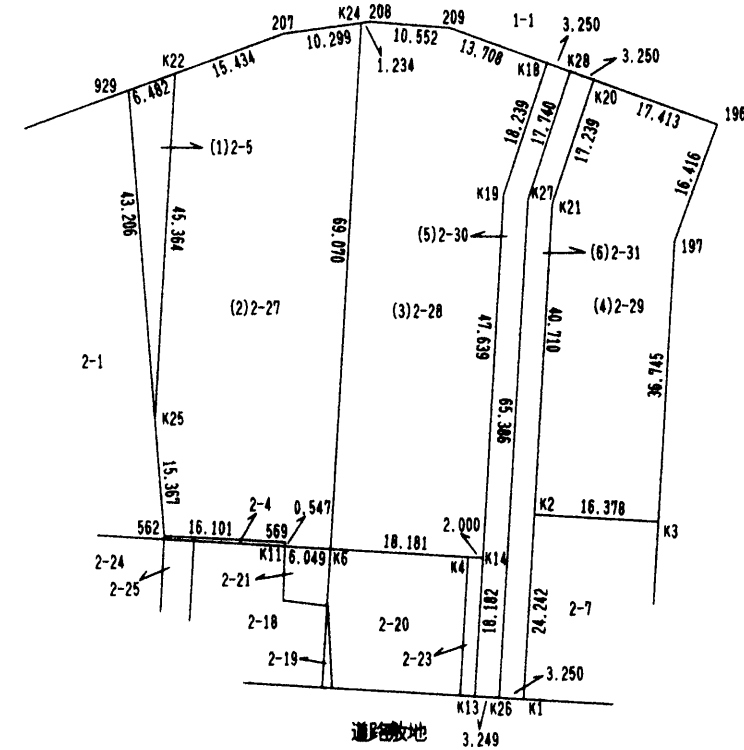 K24 208
207
209
1-1
3.250
10.299
10.552
13.708
K28
3.250
K22
15.434
1.234
K18
K20
929
6.482
17.413
196
18.239
17.740
17.239
(1)2-5
16.416
43.206
45.364
69.070
K19
K27
K21
(5)2-30
(6)2-31
197
(2)2-27
(3)2-28
(4)2-29
47.639
40.710
2-1
36.745
K25
65.386
15.367
2-4
0.547
K2
16.378
562
16.101
569
2.000
K3
K11
6.049
K6
18.181
K4
K14
2-24
2-25
2-21
18.182
24.242
2-7
2-18
2-20
2-19
2-23
3.250
K13
K26
K1
道路敷地
3.249